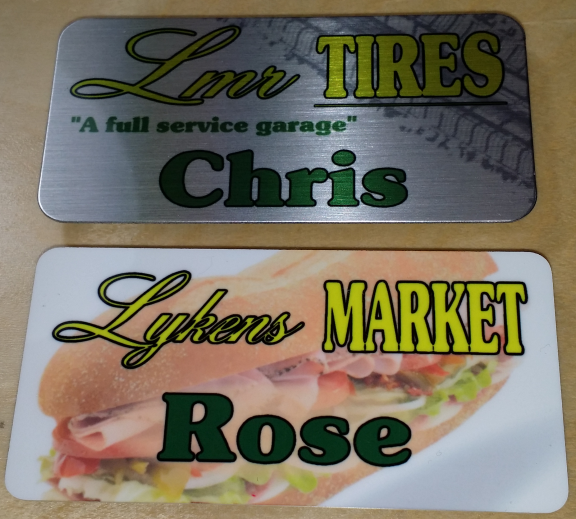 Lmr TIRES
"A full service garage"
Chris
Lykens MARKET
Rose